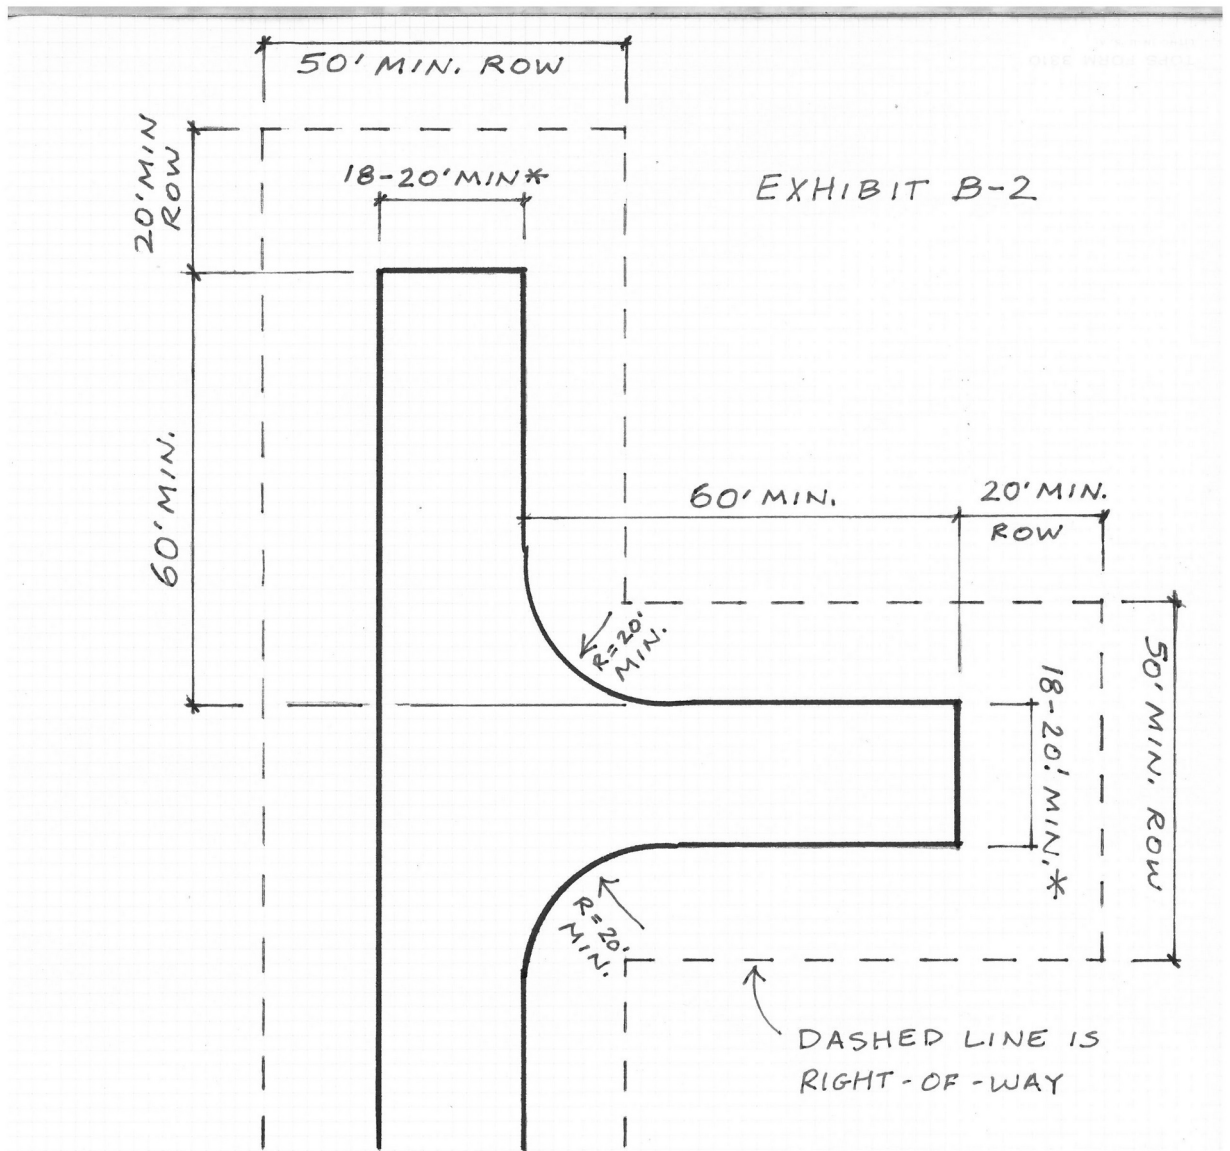 50' MIN. ROW
20' MIN
ROW
18-20' MIN*
EXHIBIT B-2
60' MIN.
60' MIN.
20' MIN.
ROW
R=20'
MIN.
18-20' MIN.*
50' MIN. ROW
R=20'
MIN.
DASHED LINE IS
RIGHT-OF-WAY